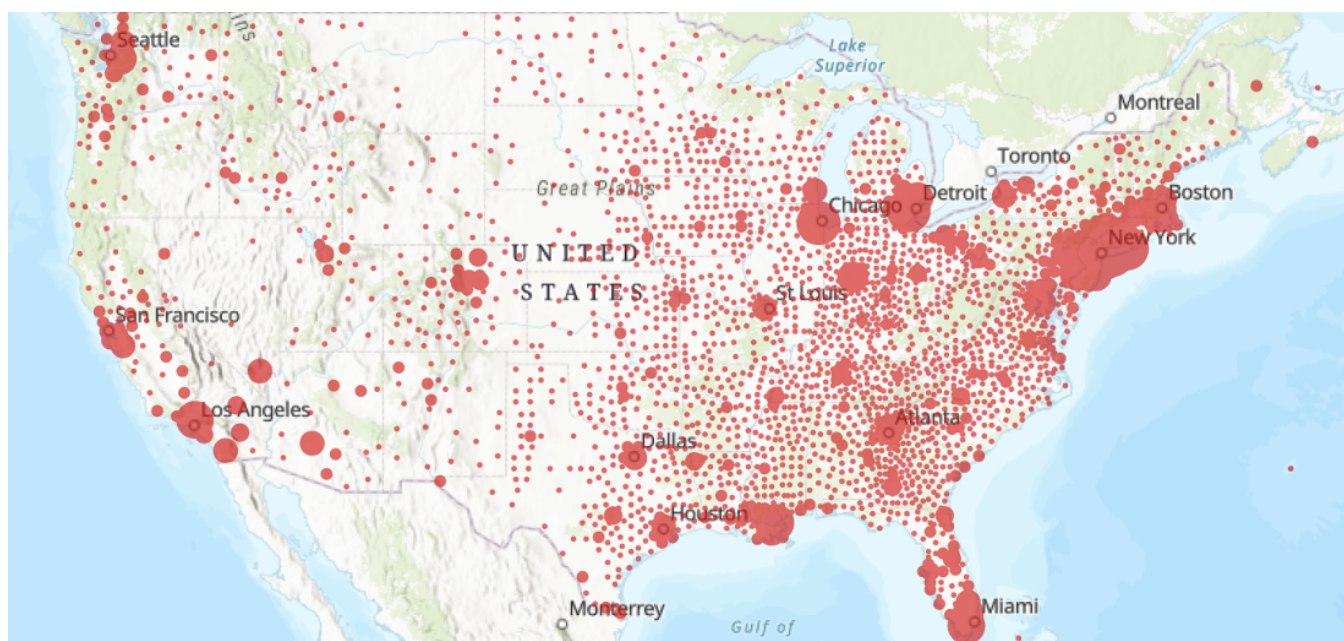 Seattle
Lake
Superior
Montreal
Toronto
Great Plains
Detroit
Boston
Chicago
New York
UNITED
STATES
St Louis
San Francisco
Los Angeles
Atlanta
Dallas
Houston
Monterrey
Miami
Gulf of